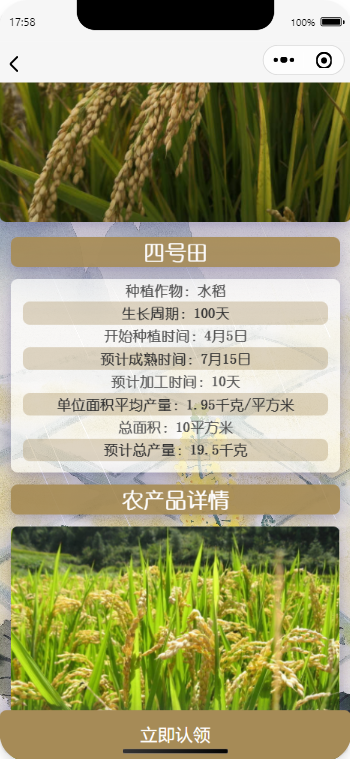 17:58
100%
四号田
种植作物：水稻
生长周期：100天
开始种植时间：4月5日
预计成熟时间：7月15日
预计加工时间：10天
单位面积平均产量：1.95千克/平方米
总面积：10平方米
预计总产量：19.5千克
农产品详情
立即认领